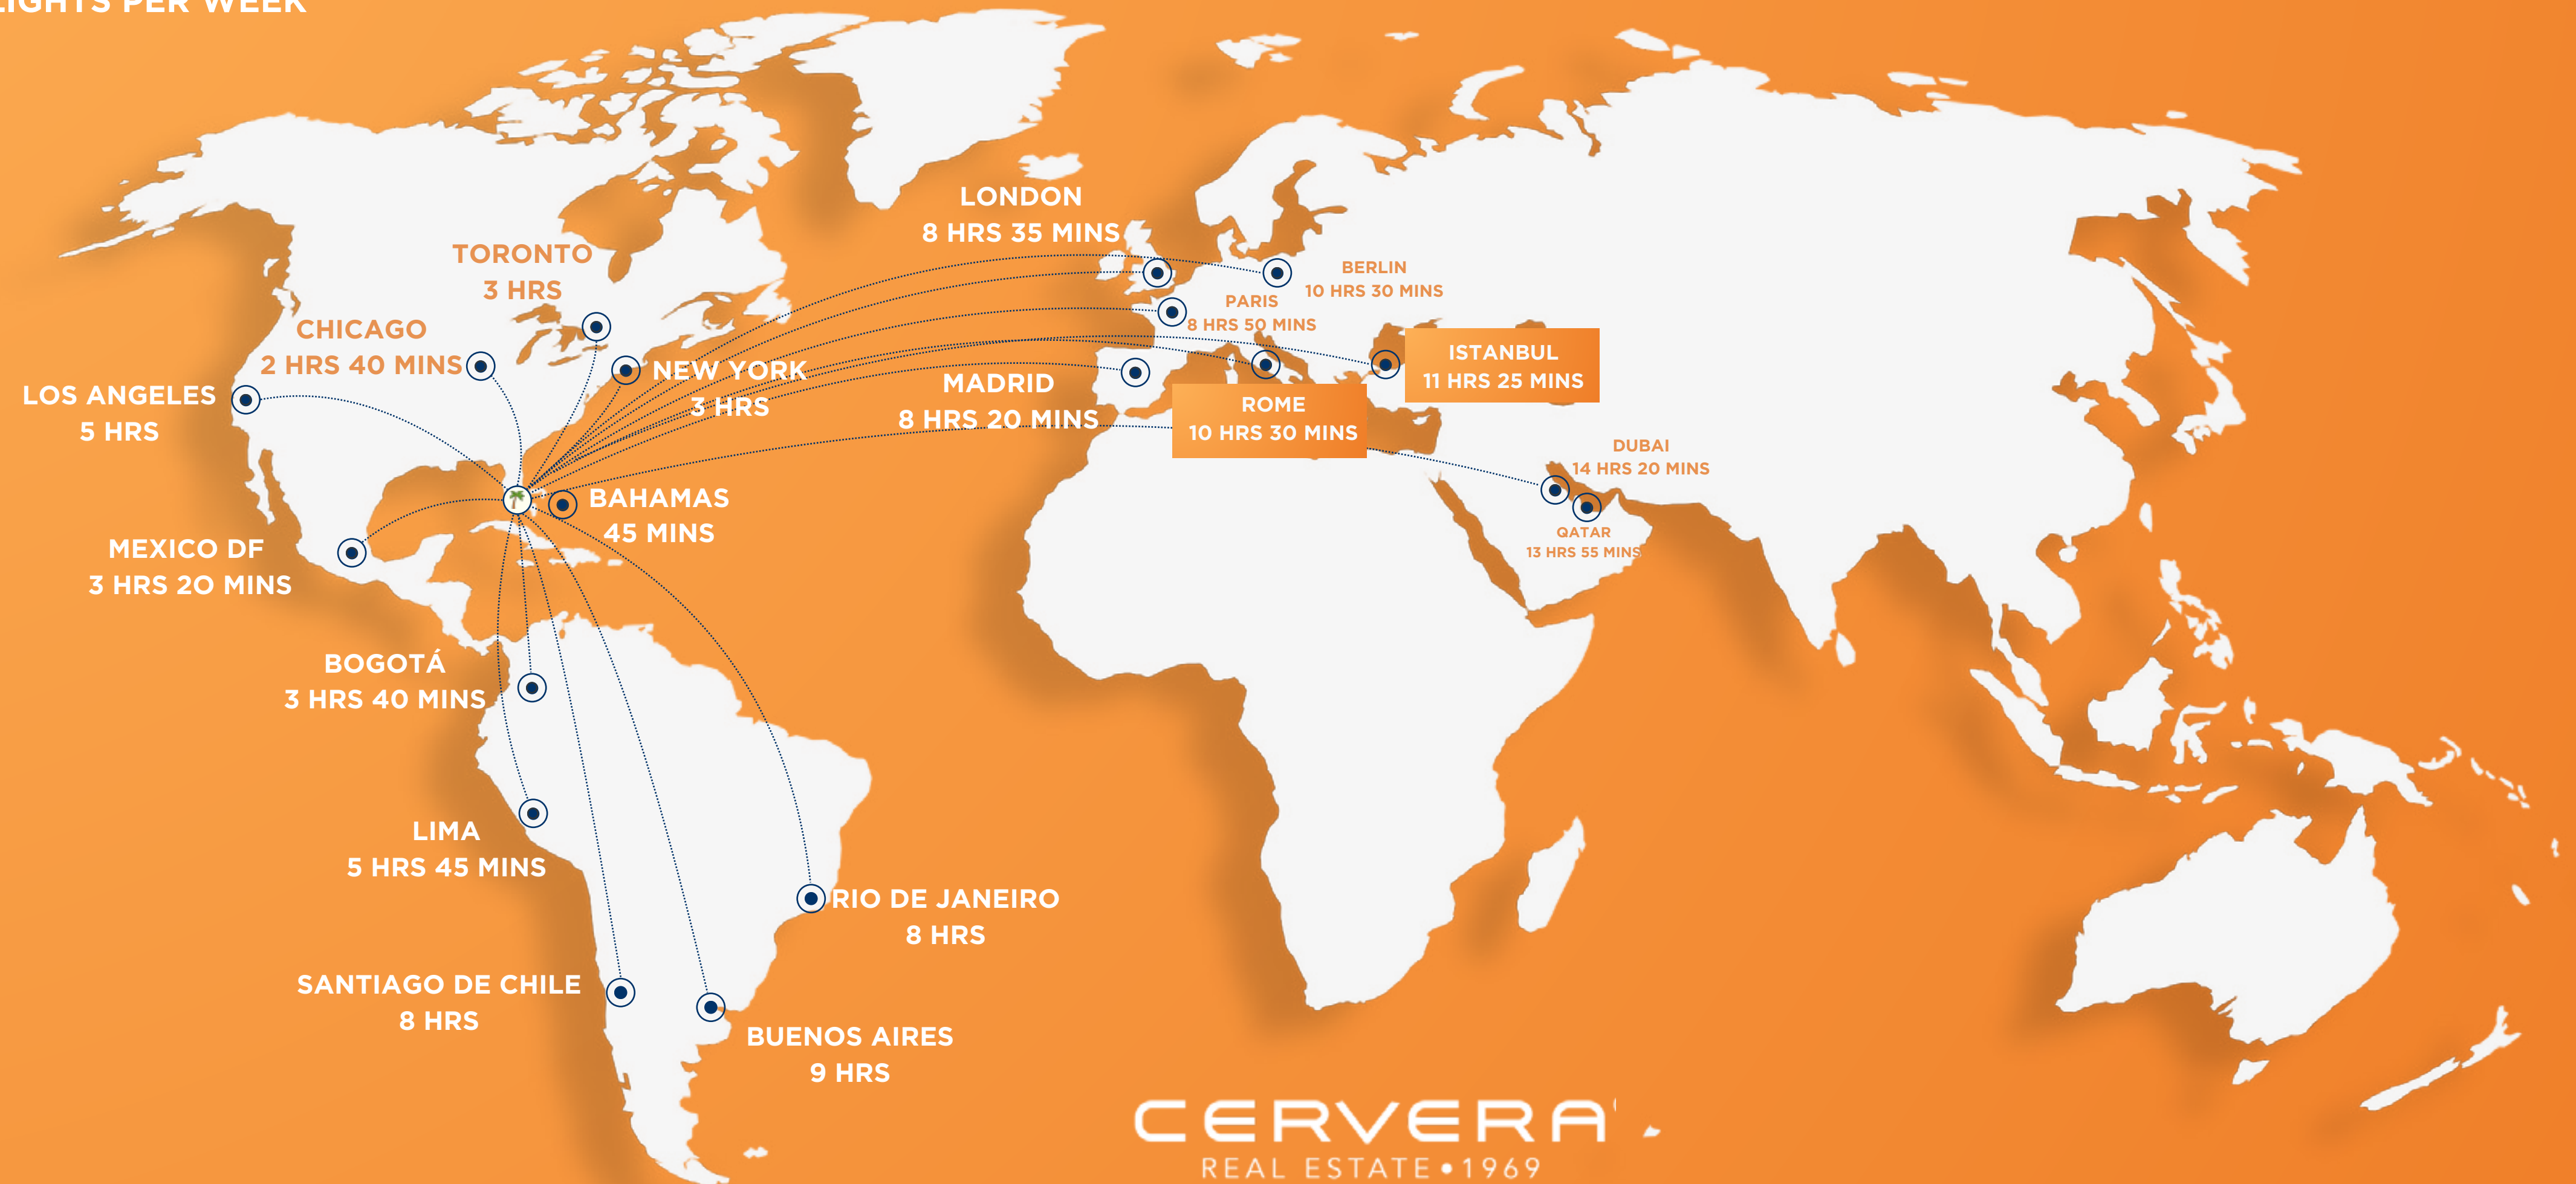 LIGHTS PER WEEK
LONDON
8 HRS 35 MINS
TORONTO
3 HRS
BERLIN
10 HRS 30 MINS
PARIS
8 HRS 50 MINS
CHICAGO
2 HRS 40 MINS
NEW YORK
3 HRS
ISTANBUL
11 HRS 25 MINS
LOS ANGELES
5 HRS
MADRID
8 HRS 20 MINS
ROME
10 HRS 30 MINS
DUBAI
14 HRS 20 MINS
BAHAMAS
45 MINS
QATAR
13 HRS 55 MINS
MEXICO DF
3 HRS 2O MINS
BOGOTÁ
3 HRS 40 MINS
LIMA
5 HRS 45 MINS
RIO DE JANEIRO
8 HRS
SANTIAGO DE CHILE
8 HRS
BUENOS AIRES
9 HRS
CERVERA
REAL ESTATE•1969